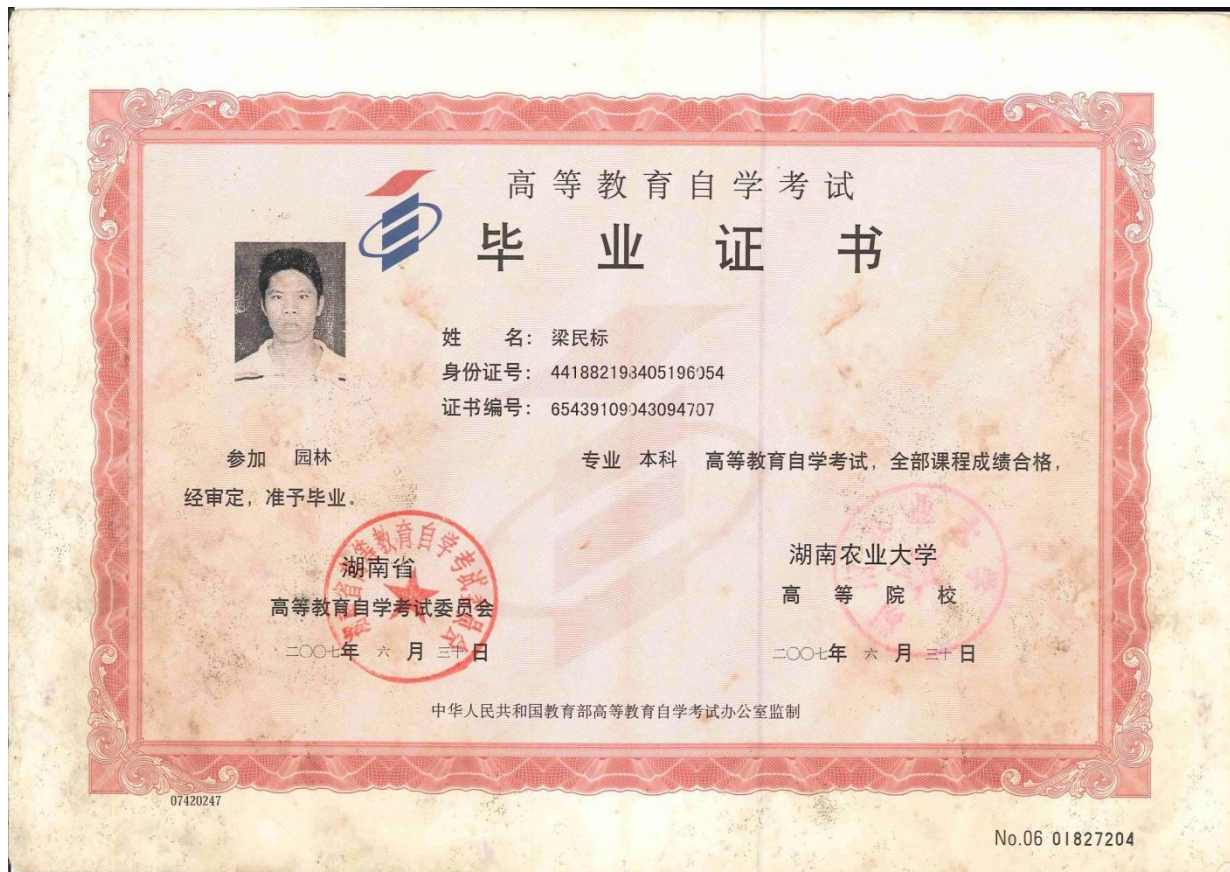 高等教育自学考试
毕业证书
姓 名: 梁民标
身份证号: 441882198405196054
证书编号: 65439109043094707
参加 园林 专业 本科 高等教育自学考试，全部课程成绩合格，
经审定，准予毕业。
湖南省
高等教育自学考试委员会
二〇〇七年 六 月 三十 日
湖南农业大学
高 等 院 校
二〇〇七年 六 月 三十 日
中华人民共和国教育部高等教育自学考试办公室监制
07420247
No.06 01827204